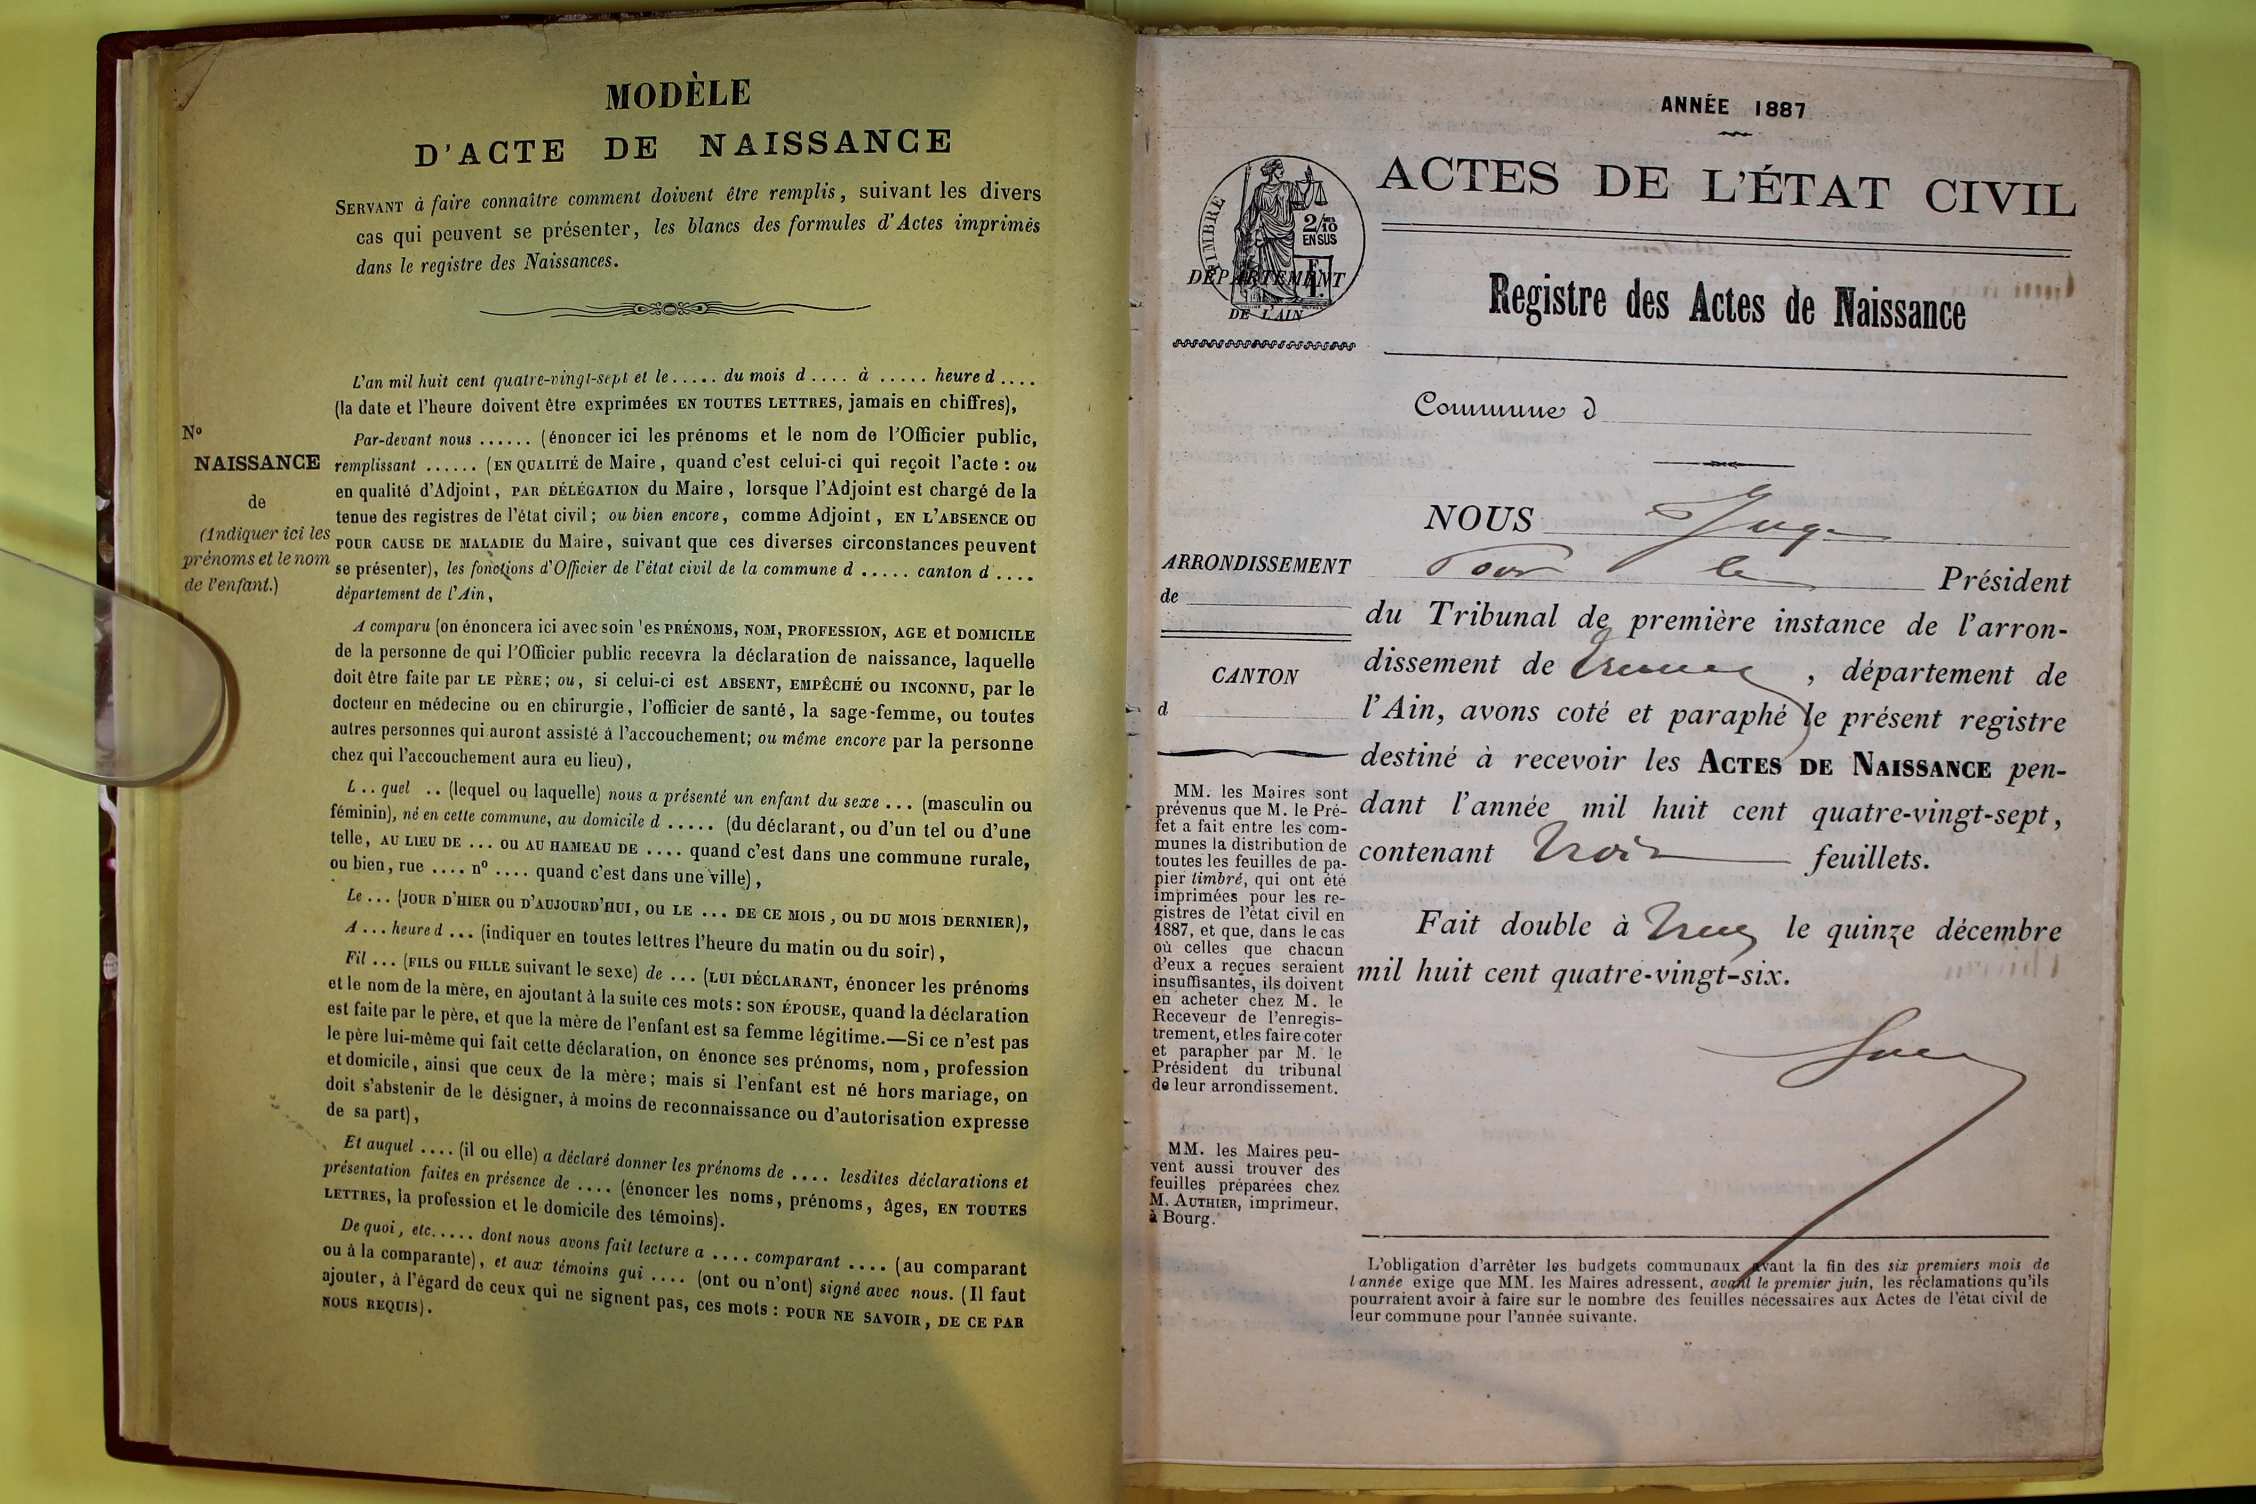 MODÈLE
D'ACTE DE NAISSANCE
SERVANT à faire connaître comment doivent être remplis, suivant les divers
cas qui peuvent se présenter, les blancs des formules d'Actes imprimés
dans le registre des Naissances.
L'an mil huit cent quatre-vingt-sept et le ..... du mois d .... à ..... heure d ....
(la date et l'heure doivent être exprimées EN TOUTES LETTRES, jamais en chiffres),
No
NAISSANCE
de
(Indiquer ici les
prénoms et le nom
de l'enfant.)
Par-devant nous ...... (énoncer ici les prénoms et le nom de l'Officier public,
remplissant ...... (EN QUALITÉ de Maire, quand c'est celui-ci qui reçoit l'acte : ou
en qualité d'Adjoint, PAR DÉLÉGATION du Maire, lorsque l'Adjoint est chargé de la
tenue des registres de l'état civil; ou bien encore, comme Adjoint, EN L'ABSENCE OU
POUR CAUSE DE MALADIE du Maire, suivant que ces diverses circonstances peuvent
se présenter), les fonctions d'Officier de l'état civil de la commune d ..... canton d ....
département de l'Ain,
A comparu (on énoncera ici avec soin 'es PRÉNOMS, NOM, PROFESSION, AGE et DOMICILE
de la personne de qui l'Officier public recevra la déclaration de naissance, laquelle
doit être faite par LE PÈRE; ou, si celui-ci est ABSENT, EMPÊCHÉ OU INCONNU, par le
docteur en médecine ou en chirurgie, l'officier de santé, la sage-femme, ou toutes
autres personnes qui auront assisté à l'accouchement; ou même encore par la personne
chez qui l'accouchement aura eu lieu),
L .. quel .. (lequel ou laquelle) nous a présenté un enfant du sexe ... (masculin ou
féminin), né en cette commune, au domicile d ..... (du déclarant, ou d'un tel ou d'une
telle, AU LIEU DE ... OU AU HAMEAU DE .... quand c'est dans une commune rurale,
ou bien, rue .... no .... quand c'est dans une ville),
Le ... (JOUR D'HIER OU D'AUJOURD'HUI, OU LE ... DE CE MOIS, OU DU MOIS DERNIER),
A ... heure d ... (indiquer en toutes lettres l'heure du matin ou du soir),
Fil ... (FILS OU FILLE suivant le sexe) de ... (LUI DÉCLARANT, énoncer les prénoms
et le nom de la mère, en ajoutant à la suite ces mots : SON ÉPOUSE, quand la déclaration
est faite par le père, et que la mère de l'enfant est sa femme légitime.—Si ce n'est pas
le père lui-même qui fait cette déclaration, on énonce ses prénoms, nom, profession
et domicile, ainsi que ceux de la mère; mais si l'enfant est né hors mariage, on
doit s'abstenir de le désigner, à moins de reconnaissance ou d'autorisation expresse
de sa part),
Et auquel .... (il ou elle) a déclaré donner les prénoms de .... lesdites déclarations et
présentation faites en présence de .... (énoncer les noms, prénoms, âges, EN TOUTES
LETTRES, la profession et le domicile des témoins).
De quoi, etc..... dont nous avons fait lecture a .... comparant .... (au comparant
ou à la comparante), et aux témoins qui .... (ont ou n'ont) signé avec nous. (Il faut
ajouter, à l'égard de ceux qui ne signent pas, ces mots : POUR NE SAVOIR, DE CE PAR
NOUS REQUIS).
ANNÉE 1887
TIMBRE
2/10
EN SUS
DÉPARTEMENT
DE L'AIN
ACTES DE L'ÉTAT CIVIL
Registre des Actes de Naissance
Commune d
ARRONDISSEMENT
de
CANTON
d
MM. les Maires sont
prévenus que M. le Pré-
fet a fait entre les com-
munes la distribution de
toutes les feuilles de pa-
pier timbré, qui ont été
imprimées pour les re-
gistres de l'état civil en
1887, et que, dans le cas
où celles que chacun
d'eux a reçues seraient
insuffisantes, ils doivent
en acheter chez M. le
Receveur de l'enregis-
trement, et les faire coter
et parapher par M. le
Président du tribunal
de leur arrondissement.
MM. les Maires peu-
vent aussi trouver des
feuilles préparées chez
M. AUTHIER, imprimeur.
à Bourg.
NOUS Juge
Pour le Président
du Tribunal de première instance de l'arron-
dissement de , département de
l'Ain, avons coté et paraphé le présent registre
destiné à recevoir les ACTES DE NAISSANCE pen-
dant l'année mil huit cent quatre-vingt-sept,
contenant trois feuillets.
Fait double à le quinze décembre
mil huit cent quatre-vingt-six.
L'obligation d'arrêter les budgets communaux avant la fin des six premiers mois de
l'année exige que MM. les Maires adressent, avant le premier juin, les réclamations qu'ils
pourraient avoir à faire sur le nombre des feuilles nécessaires aux Actes de l'état civil de
leur commune pour l'année suivante.